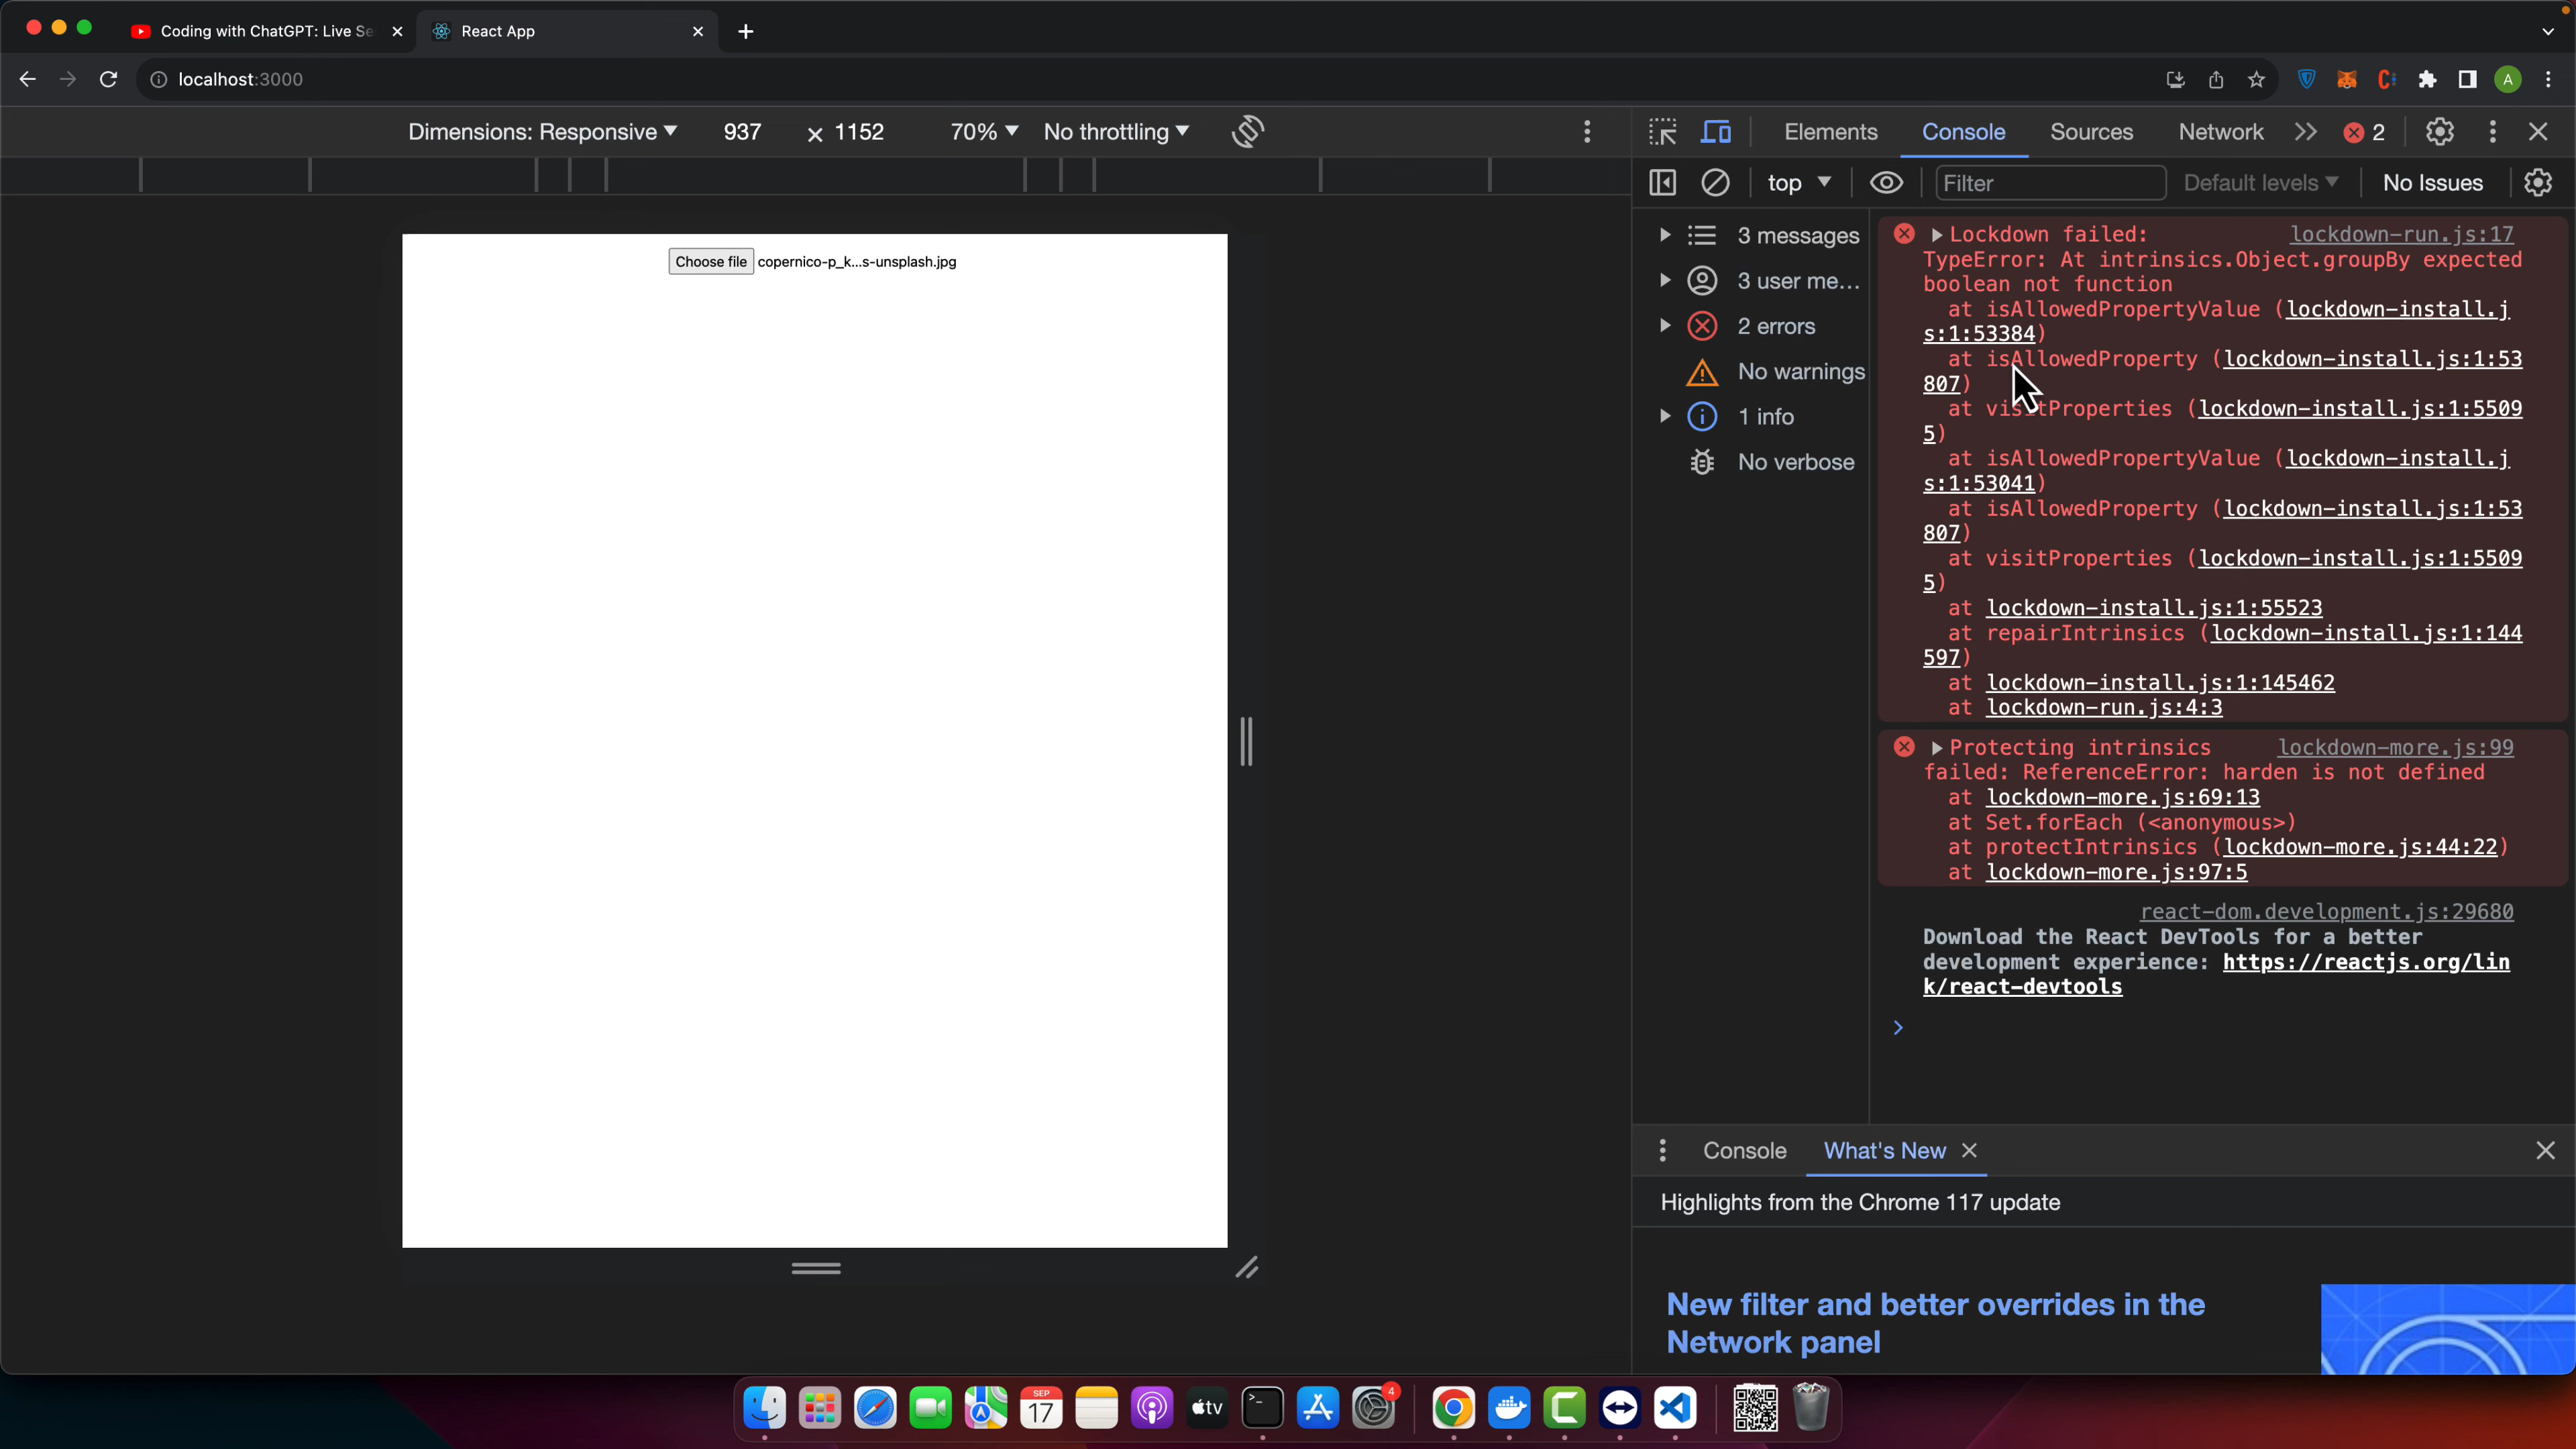 Coding with ChatGPT: Live Se
React App
localhost:3000
A
Dimensions: Responsive
937
× 1152
70%
No throttling
Elements
Console
Sources
Network
2
top
Filter
Default levels
No Issues
Choose file copernico-p_k...s-unsplash.jpg
3 messages
3 user me...
2 errors
No warnings
1 info
No verbose
Lockdown failed: lockdown-run.js:17
TypeError: At intrinsics.Object.groupBy expected
boolean not function
at isAllowedPropertyValue (lockdown-install.j
s:1:53384)
at isAllowedProperty (lockdown-install.js:1:53
807)
at visitProperties (lockdown-install.js:1:5509
5)
at isAllowedPropertyValue (lockdown-install.j
s:1:53041)
at isAllowedProperty (lockdown-install.js:1:53
807)
at visitProperties (lockdown-install.js:1:5509
5)
at lockdown-install.js:1:55523
at repairIntrinsics (lockdown-install.js:1:144
597)
at lockdown-install.js:1:145462
at lockdown-run.js:4:3
Protecting intrinsics lockdown-more.js:99
failed: ReferenceError: harden is not defined
at lockdown-more.js:69:13
at Set.forEach (<anonymous>)
at protectIntrinsics (lockdown-more.js:44:22)
at lockdown-more.js:97:5
react-dom.development.js:29680
Download the React DevTools for a better
development experience: https://reactjs.org/lin
k/react-devtools
Console
What's New
Highlights from the Chrome 117 update
New filter and better overrides in the
Network panel
SEP
17
tv
4